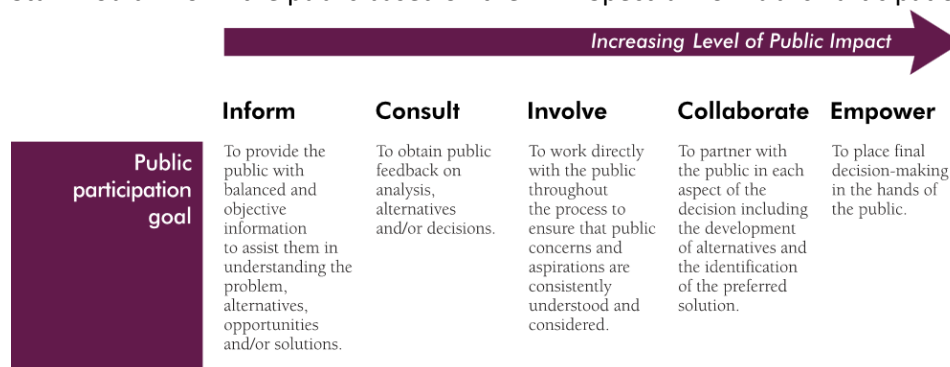 Increasing Level of Public Impact
Inform
Consult
Involve
Collaborate
Empower
Public
participation
goal
To provide the
public with
balanced and
objective
information
to assist them in
understanding the
problem,
alternatives,
opportunities
and/or solutions.
To obtain public
feedback on
analysis,
alternatives
and/or decisions.
To work directly
with the public
throughout
the process to
ensure that public
concerns and
aspirations are
consistently
understood and
considered.
To partner with
the public in each
aspect of the
decision including
the development
of alternatives and
the identification
of the preferred
solution.
To place final
decision-making
in the hands of
the public.